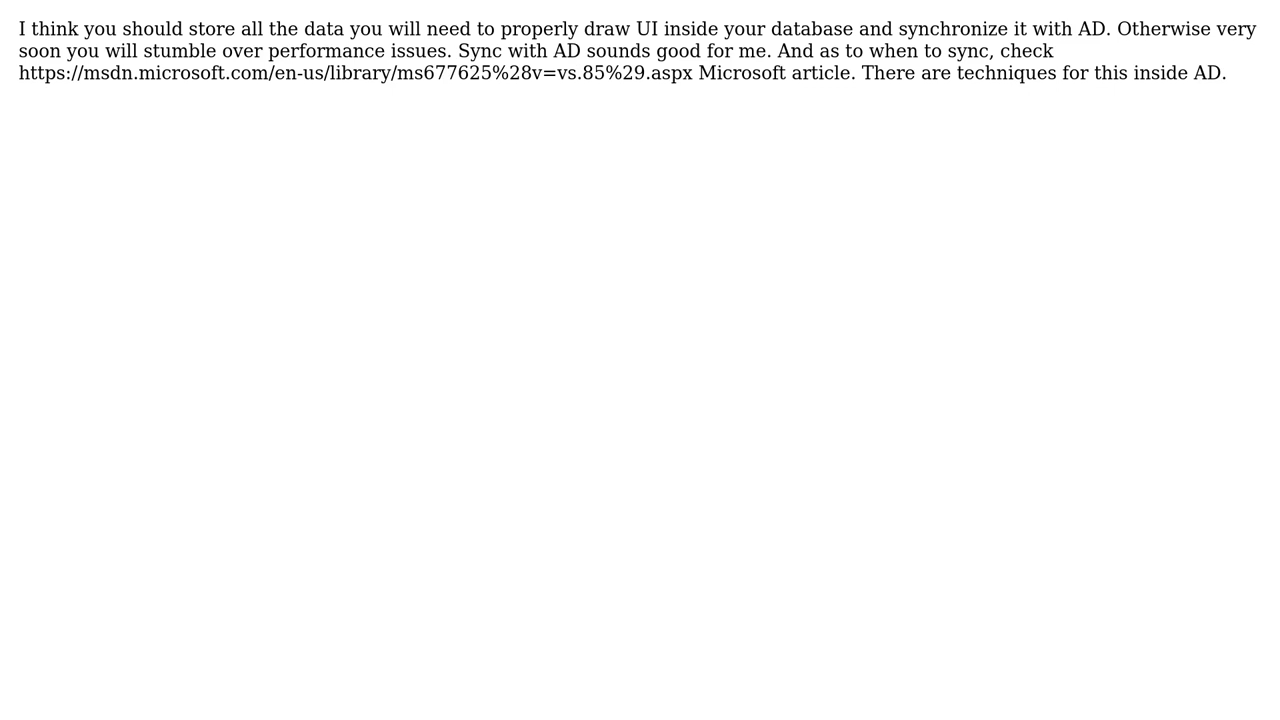 I think you should store all the data you will need to properly draw UI inside your database and synchronize it with AD. Otherwise very
soon you will stumble over performance issues. Sync with AD sounds good for me. And as to when to sync, check
https://msdn.microsoft.com/en-us/library/ms677625%28v=vs.85%29.aspx Microsoft article. There are techniques for this inside AD.